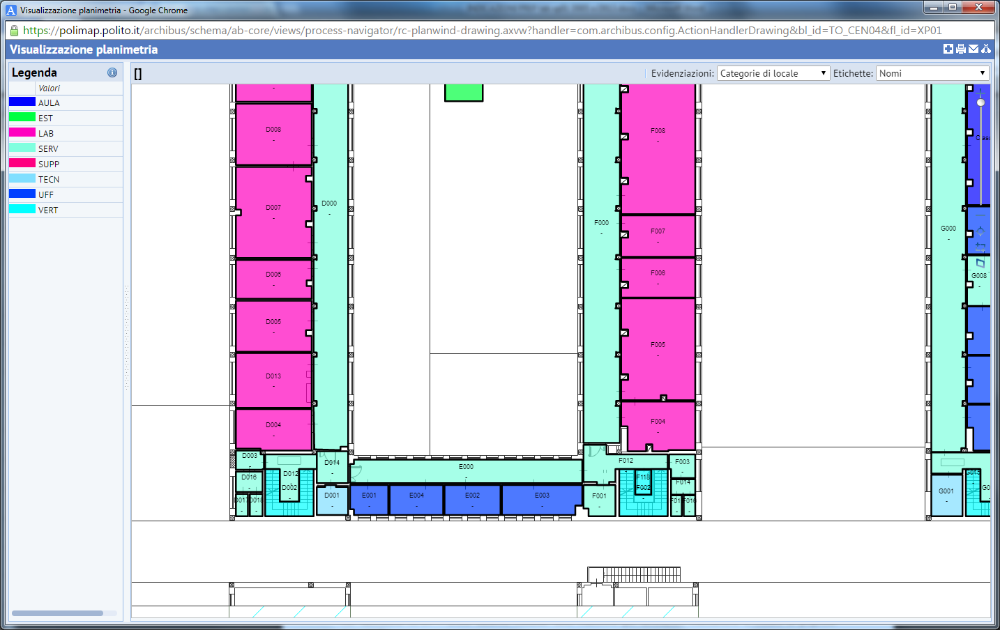 Visualizzazione planimetria - Google Chrome
https://polimap.polito.it/archibus/schema/ab-core/views/process-navigator/rc-planwind-drawing.axvw?handler=com.archibus.config.ActionHandlerDrawing&bl_id=TO_CEN04&fl_id=XP01
Visualizzazione planimetria
Legenda
Valori
AULA
EST
LAB
SERV
SUPP
TECN
UFF
VERT
[]
Evidenziazioni: Categorie di locale
Etichette: Nomi
D008
-
D007
-
D006
-
D005
-
D013
-
D004
-
D000
-
D003
D016
D017
D018
D012
D002
D014
-
D001
-
E000
-
E001
-
E004
-
E002
-
E003
-
F000
-
F008
-
F007
-
F006
-
F005
-
F004
-
F012
-
F003
-
F014
F016
F118
F002
F001
-
G000
-
G008
-
G001
-